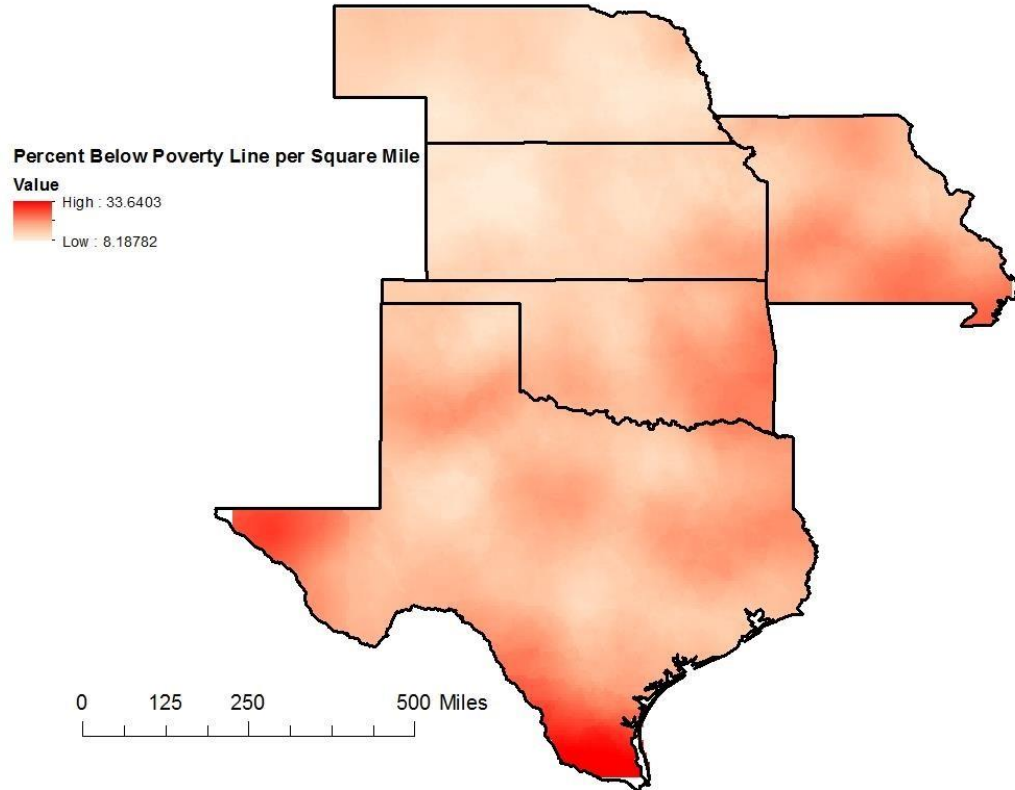 Percent Below Poverty Line per Square Mile
Value
High : 33.6403
Low : 8.18782
0 125 250 500 Miles